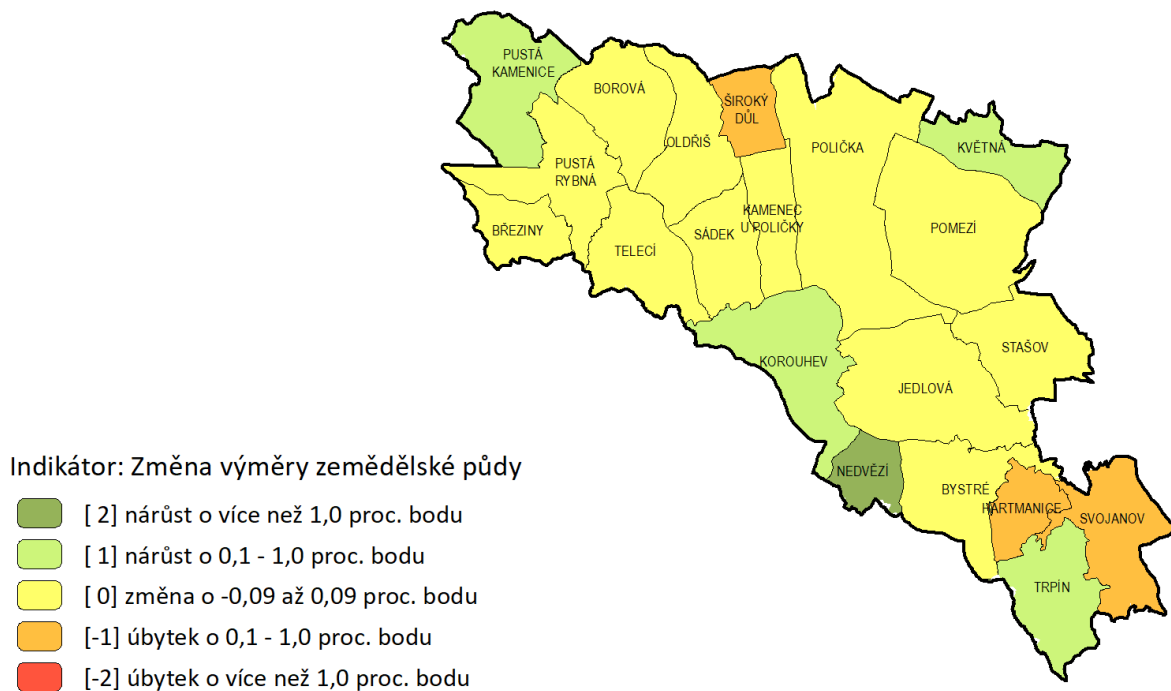 PUSTÁ
KAMENICE
BOROVÁ
ŠIROKÝ
DŮL
OLDŘIŠ
POLIČKA
KVĚTNÁ
PUSTÁ
RYBNÁ
KAMENEC
U POLIČKY
POMEZÍ
BŘEZINY
TELECÍ
SÁDEK
STAŠOV
KOROUHEV
JEDLOVÁ
NEDVĚZÍ
BYSTRÉ
HARTMANICE
SVOJANOV
TRPÍN
Indikátor: Změna výměry zemědělské půdy
[ 2] nárůst o více než 1,0 proc. bodu
[ 1] nárůst o 0,1 - 1,0 proc. bodu
[ 0] změna o -0,09 až 0,09 proc. bodu
[-1] úbytek o 0,1 - 1,0 proc. bodu
[-2] úbytek o více než 1,0 proc. bodu